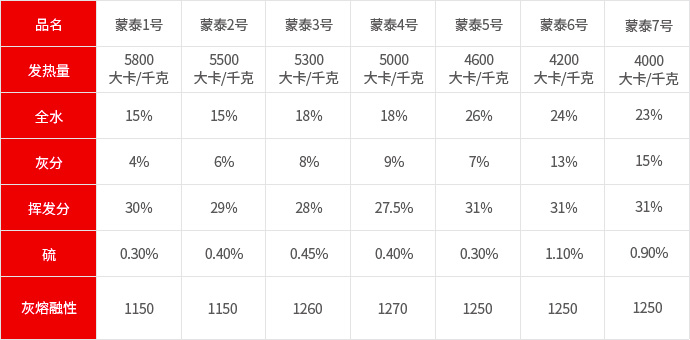 品名 蒙泰1号 蒙泰2号 蒙泰3号 蒙泰4号 蒙泰5号 蒙泰6号 蒙泰7号
发热量 5800 5500 5300 5000 4600 4200 4000
大卡/千克 大卡/千克 大卡/千克 大卡/千克 大卡/千克 大卡/千克 大卡/千克
全水 15% 15% 18% 18% 26% 24% 23%
灰分 4% 6% 8% 9% 7% 13% 15%
挥发分 30% 29% 28% 27.5% 31% 31% 31%
硫 0.30% 0.40% 0.45% 0.40% 0.30% 1.10% 0.90%
灰熔融性 1150 1150 1260 1270 1250 1250 1250